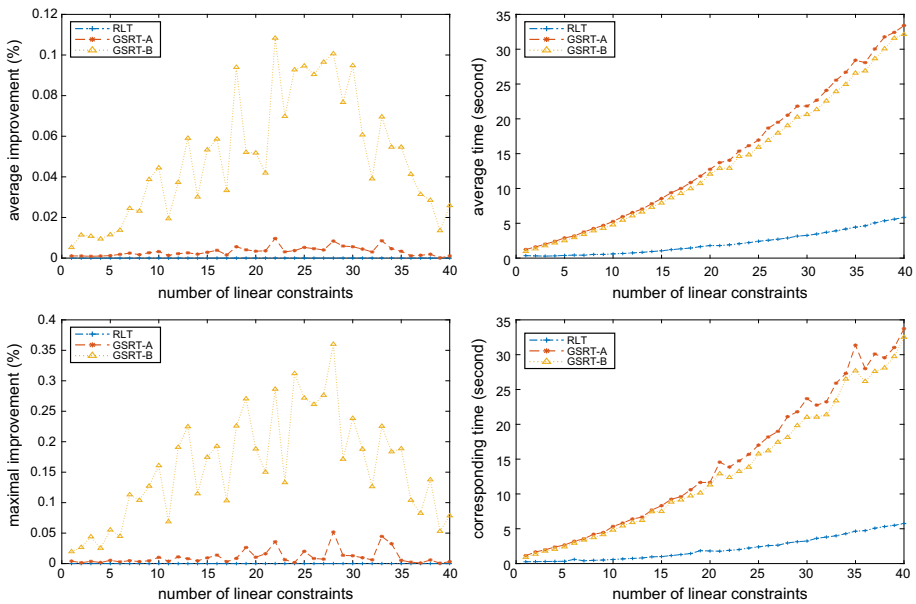 RLT
GSRT-A
GSRT-B
0.12
0.1
0.08
0.06
0.04
0.02
0
average improvement (%)
0 5 10 15 20 25 30 35 40
number of linear constraints
RLT
GSRT-A
GSRT-B
35
30
25
20
15
10
5
0
average time (second)
0 5 10 15 20 25 30 35 40
number of linear constraints
RLT
GSRT-A
GSRT-B
0.4
0.35
0.3
0.25
0.2
0.15
0.1
0.05
0
maximal improvement (%)
0 5 10 15 20 25 30 35 40
number of linear constraints
RLT
GSRT-A
GSRT-B
35
30
25
20
15
10
5
0
corresponding time (second)
0 5 10 15 20 25 30 35 40
number of linear constraints